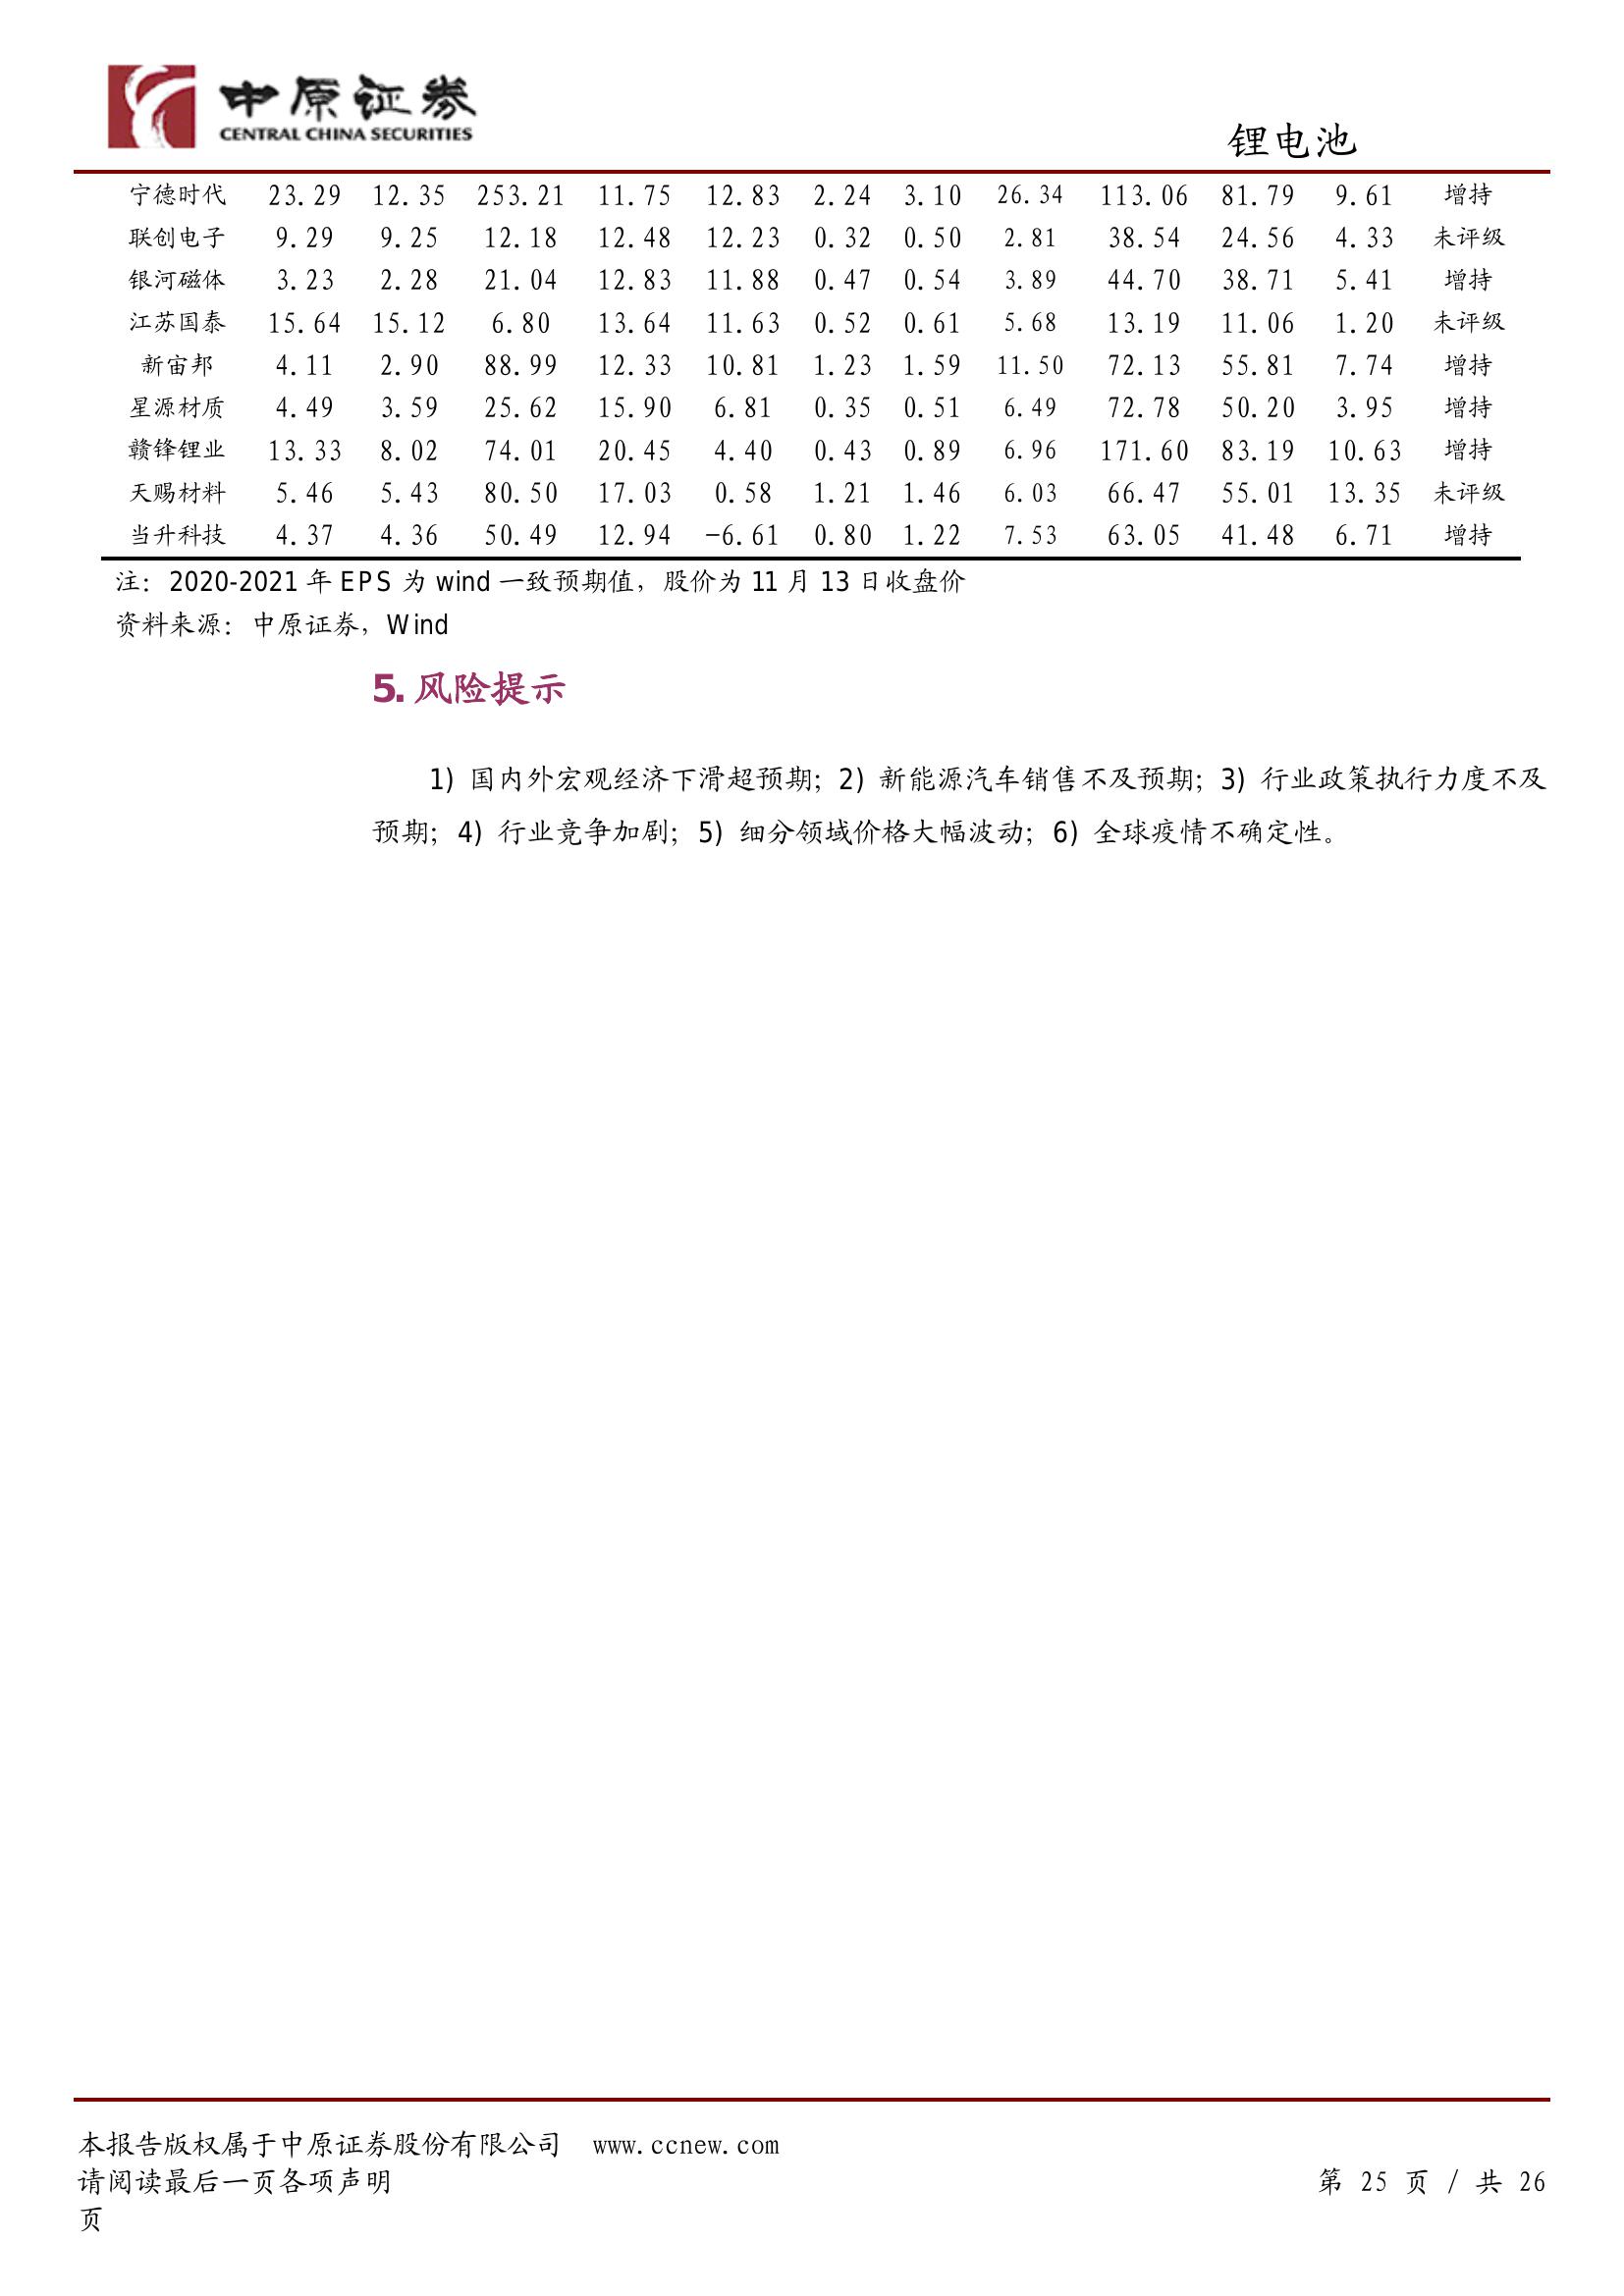 中原证券
CENTRAL CHINA SECURITIES
锂电池
宁德时代 23.29 12.35 253.21 11.75 12.83 2.24 3.10 26.34 113.06 81.79 9.61 增持
联创电子 9.29 9.25 12.18 12.48 12.23 0.32 0.50 2.81 38.54 24.56 4.33 未评级
银河磁体 3.23 2.28 21.04 12.83 11.88 0.47 0.54 3.89 44.70 38.71 5.41 增持
江苏国泰 15.64 15.12 6.80 13.64 11.63 0.52 0.61 5.68 13.19 11.06 1.20 未评级
新宙邦 4.11 2.90 88.99 12.33 10.81 1.23 1.59 11.50 72.13 55.81 7.74 增持
星源材质 4.49 3.59 25.62 15.90 6.81 0.35 0.51 6.49 72.78 50.20 3.95 增持
赣锋锂业 13.33 8.02 74.01 20.45 4.40 0.43 0.89 6.96 171.60 83.19 10.63 增持
天赐材料 5.46 5.43 80.50 17.03 0.58 1.21 1.46 6.03 66.47 55.01 13.35 未评级
当升科技 4.37 4.36 50.49 12.94 -6.61 0.80 1.22 7.53 63.05 41.48 6.71 增持
注：2020-2021 年 EPS 为 wind 一致预期值，股价为 11 月 13 日收盘价
资料来源：中原证券，Wind
5. 风险提示
1）国内外宏观经济下滑超预期；2）新能源汽车销售不及预期；3）行业政策执行力度不及
预期；4）行业竞争加剧；5）细分领域价格大幅波动；6）全球疫情不确定性。
本报告版权属于中原证券股份有限公司 www.ccnew.com
请阅读最后一页各项声明 第 25 页 / 共 26
页